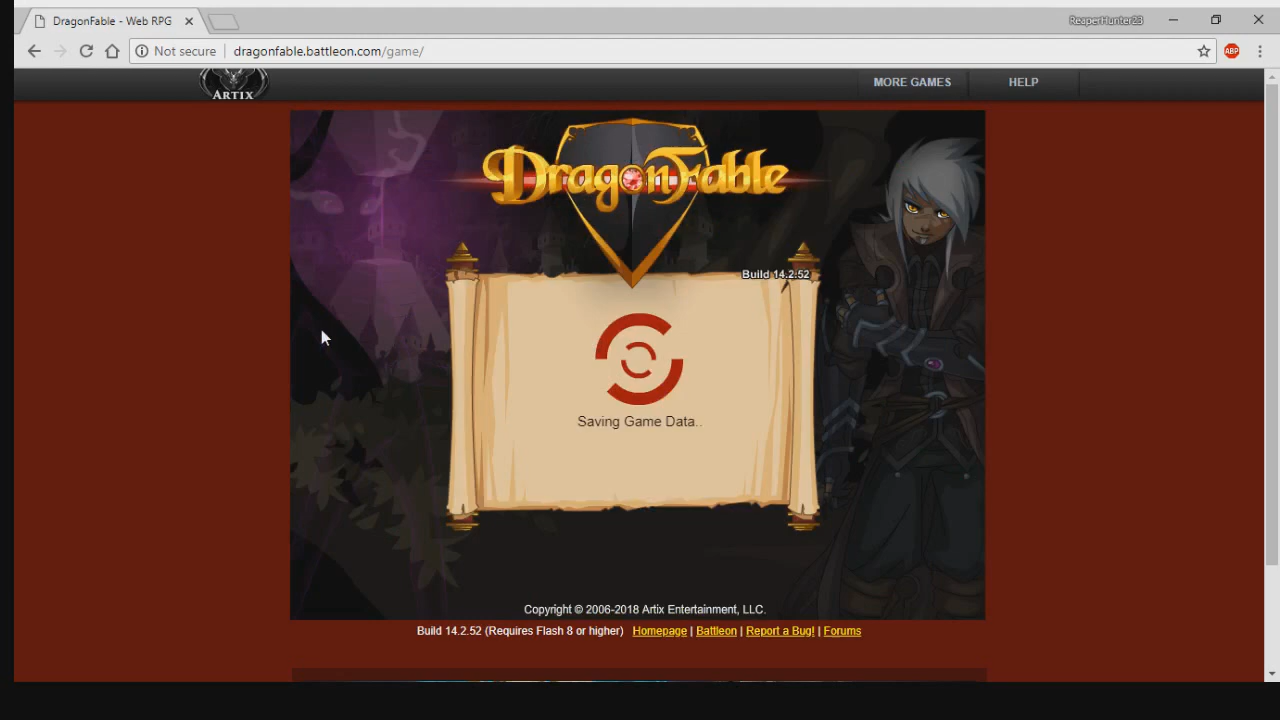 DragonFable - Web RPG
ReaperHunter23
Not secure | dragonfable.battleon.com/game/
ABP
ARTIX
MORE GAMES
HELP
DragonFable
Build 14.2.52
Saving Game Data..
Copyright © 2006-2018 Artix Entertainment, LLC.
Build 14.2.52 (Requires Flash 8 or higher) Homepage | Battleon | Report a Bug! | Forums